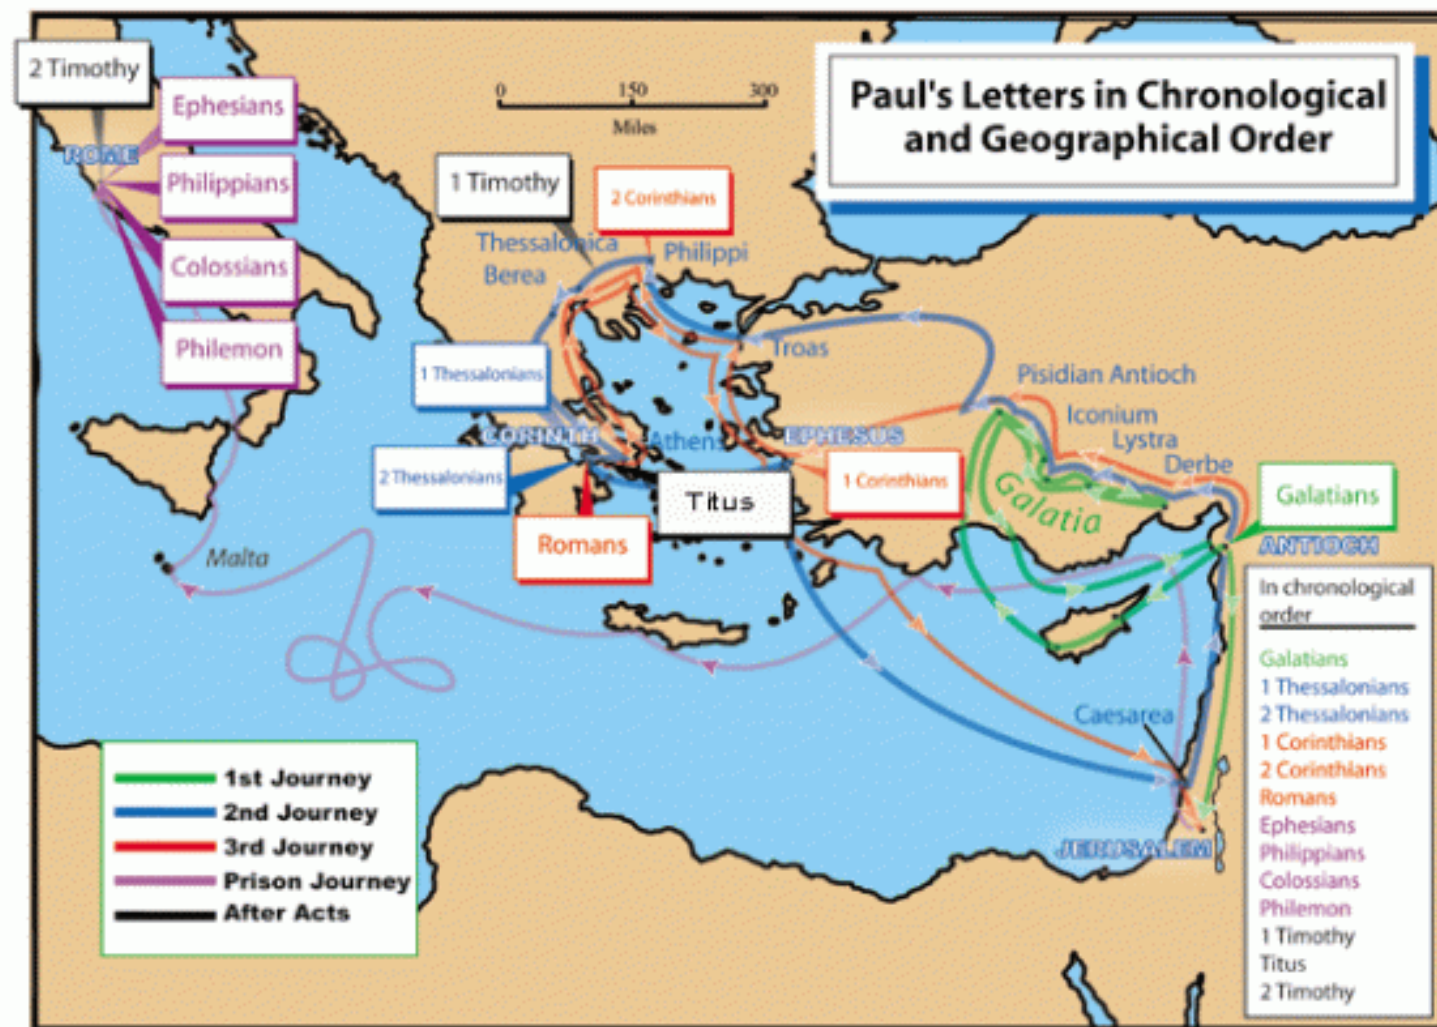 Paul's Letters in Chronological
and Geographical Order
0 150 300
Miles
2 Timothy
Ephesians
ROME
Philippians
Colossians
Philemon
1 Timothy
2 Corinthians
Thessalonica
Philippi
Berea
Troas
1 Thessalonians
Pisidian Antioch
Iconium
Lystra
Derbe
CORINTH
Athens
EPHESUS
2 Thessalonians
Titus
1 Corinthians
Galatia
Galatians
Romans
ANTIOCH
Malta
Caesarea
JERUSALEM
1st Journey
2nd Journey
3rd Journey
Prison Journey
After Acts
In chronological
order
Galatians
1 Thessalonians
2 Thessalonians
1 Corinthians
2 Corinthians
Romans
Ephesians
Philippians
Colossians
Philemon
1 Timothy
Titus
2 Timothy